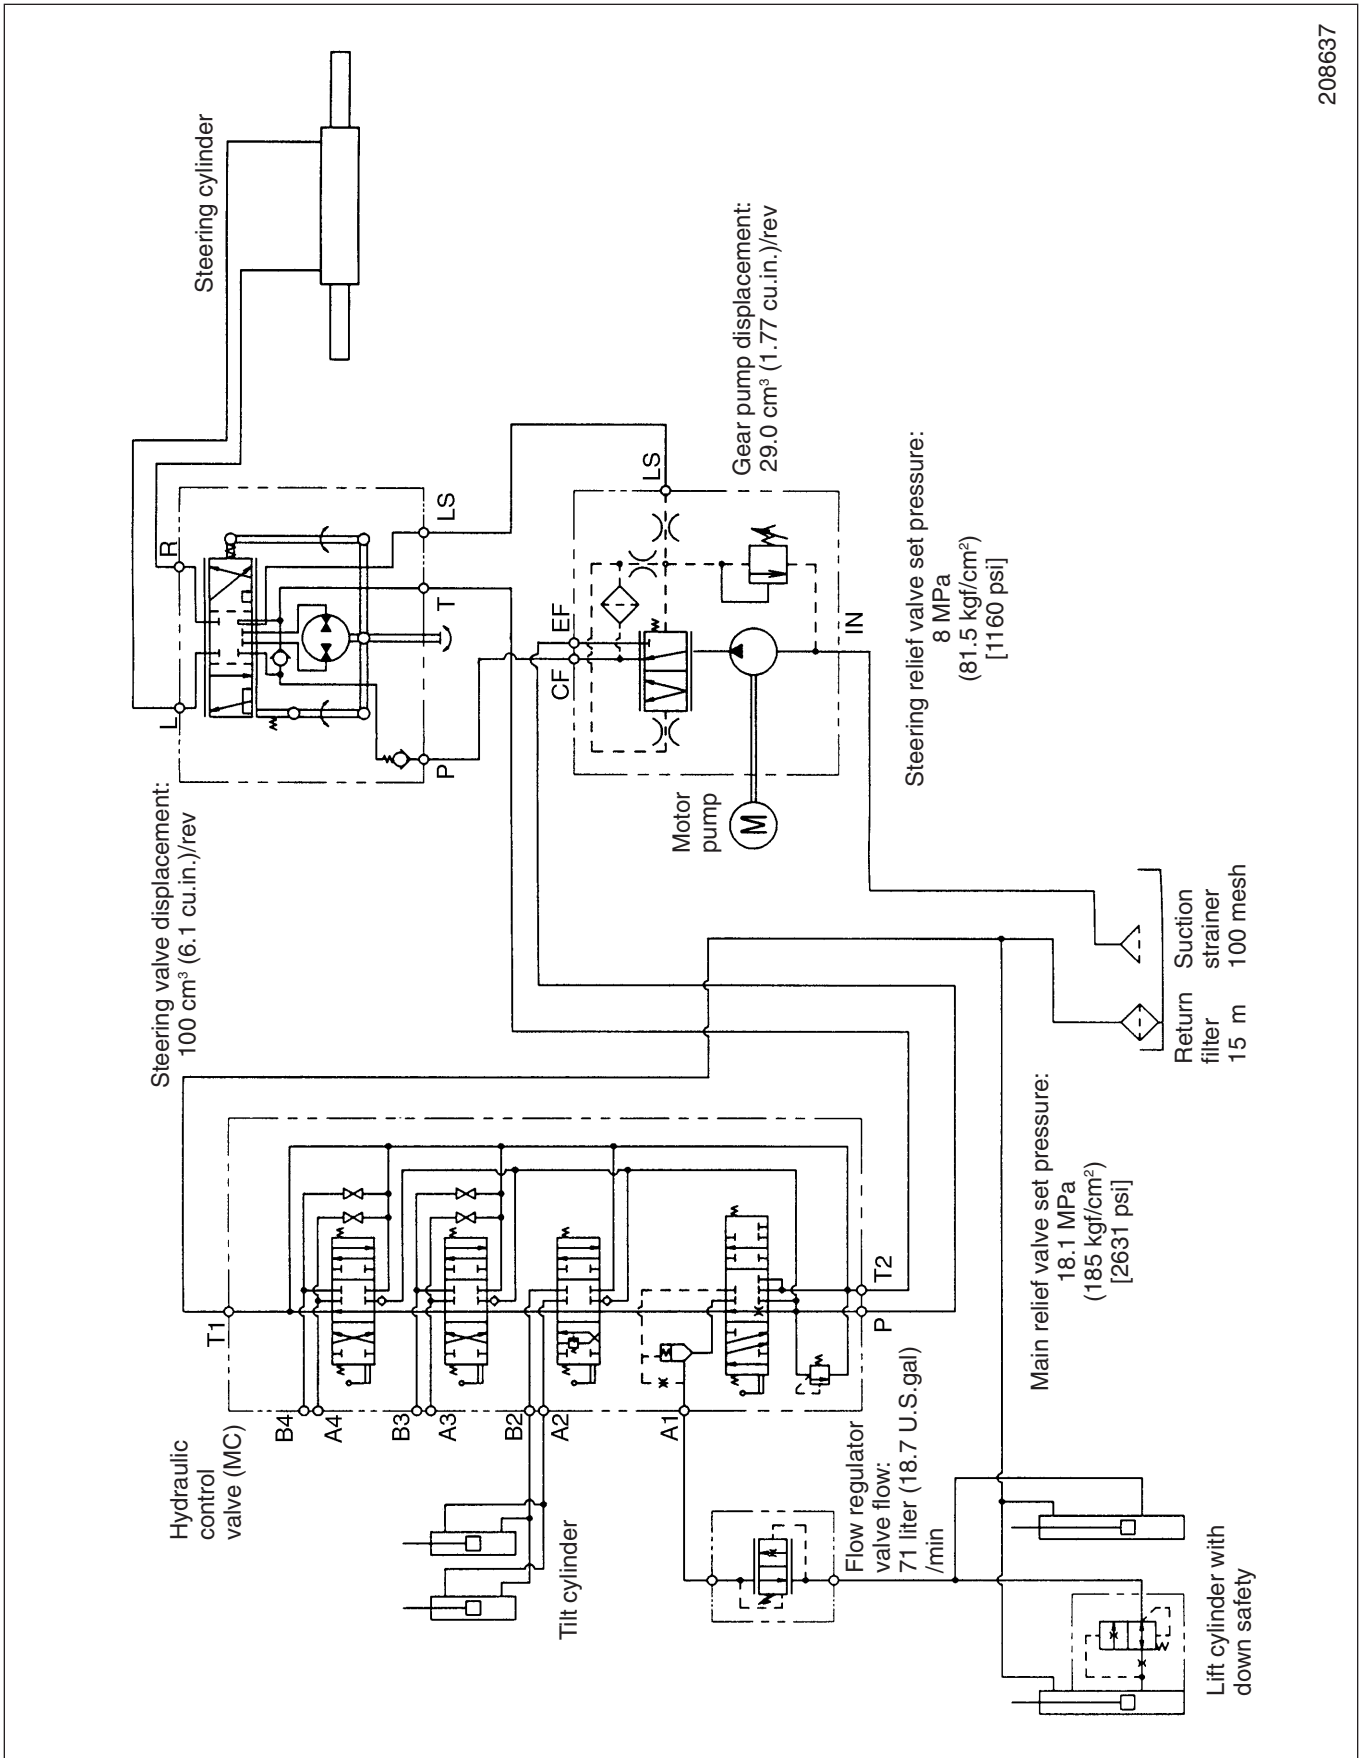 208637
Steering cylinder
Steering valve displacement:
100 cm³ (6.1 cu.in.)/rev
L
R
P
T
LS
Gear pump displacement:
29.0 cm³ (1.77 cu.in.)/rev
CF
EF
LS
IN
Motor
pump
M
Steering relief valve set pressure:
8 MPa
(81.5 kgf/cm²)
[1160 psi]
Hydraulic
control
valve (MC)
T1
B4
A4
B3
A3
B2
A2
A1
P
T2
Tilt cylinder
Flow regulator
valve flow:
71 liter (18.7 U.S.gal)
/min
Main relief valve set pressure:
18.1 MPa
(185 kgf/cm²)
[2631 psi]
Return
filter
15 m
Suction
strainer
100 mesh
Lift cylinder with
down safety